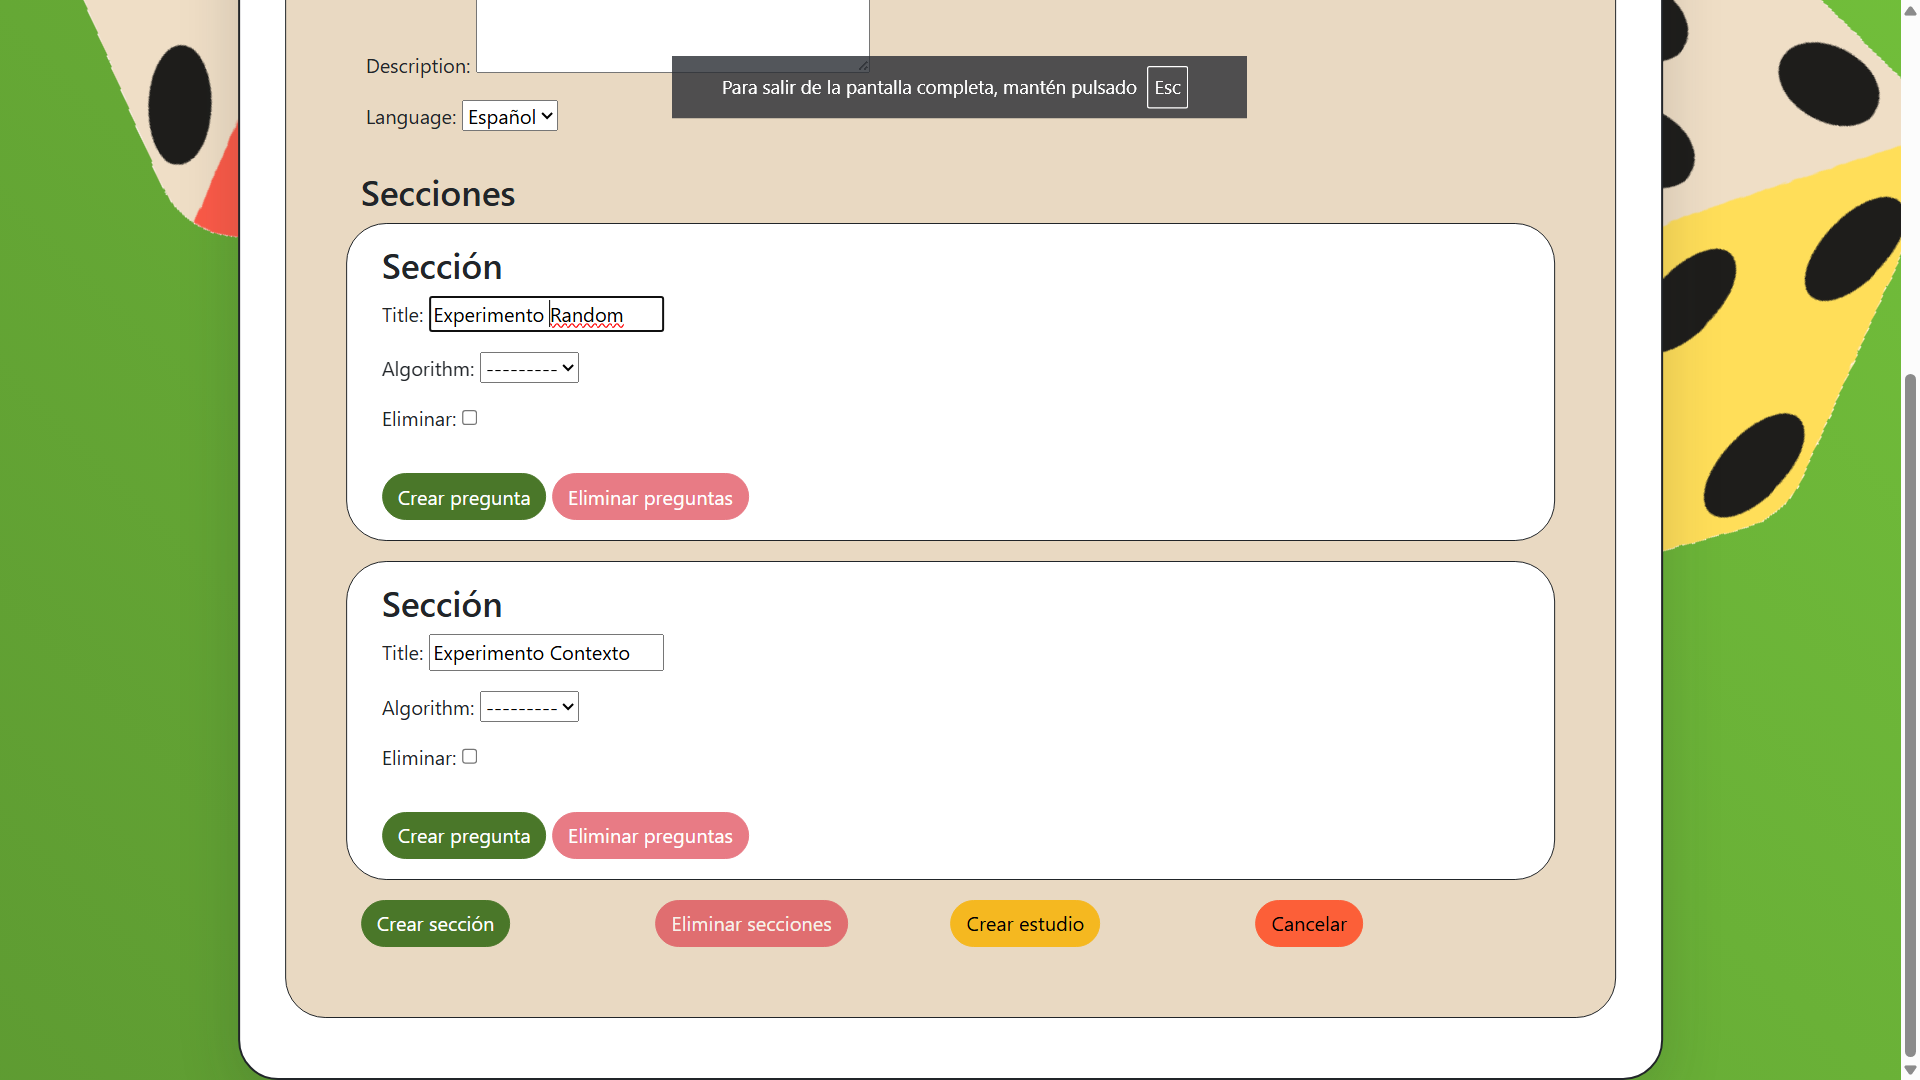 Description:
Para salir de la pantalla completa, mantén pulsado Esc
Language: Español
Secciones
Sección
Title: Experimento Random
Algorithm: ---------
Eliminar:
Crear pregunta Eliminar preguntas
Sección
Title: Experimento Contexto
Algorithm: ---------
Eliminar:
Crear pregunta Eliminar preguntas
Crear sección Eliminar secciones Crear estudio Cancelar